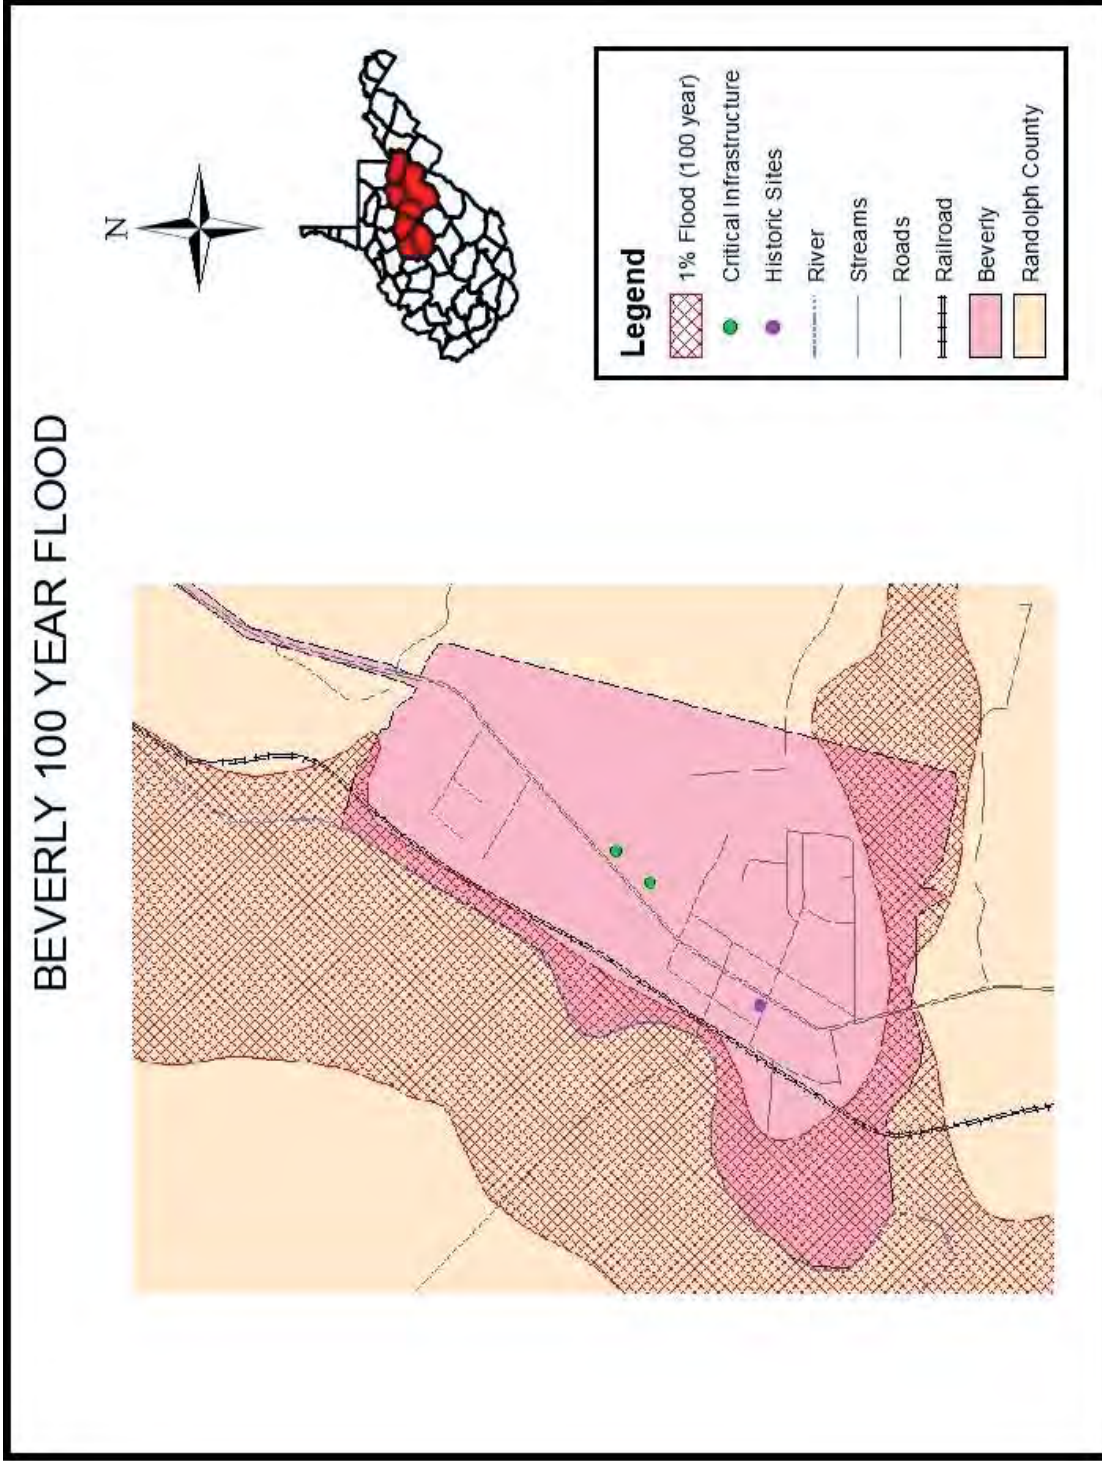 BEVERLY 100 YEAR FLOOD
N
Legend
1% Flood (100 year)
Critical Infrastructure
Historic Sites
River
Streams
Roads
Railroad
Beverly
Randolph County